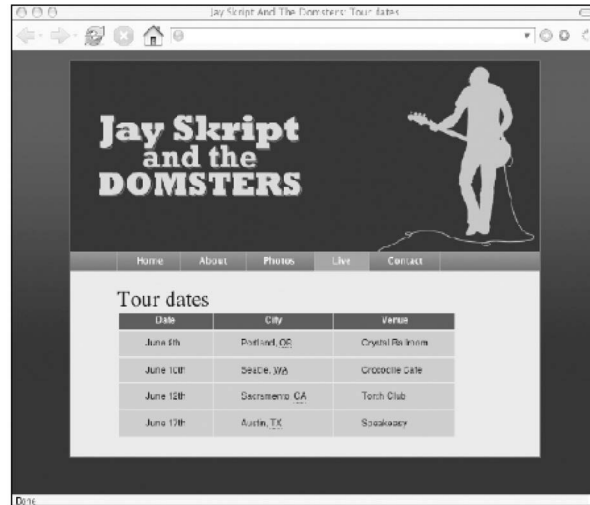 Jay Skript And The Domsters: Tour dates
Jay Skript
and the
DOMSTERS
Home About Photos Live Contact
Tour dates
Date City Venue
June 9th Portland, OR Crystal Ballroom
June 10th Seattle, WA Crocodile Cafe
June 12th Sacramento, CA Torch Club
June 17th Austin, TX Speakeasy
Done